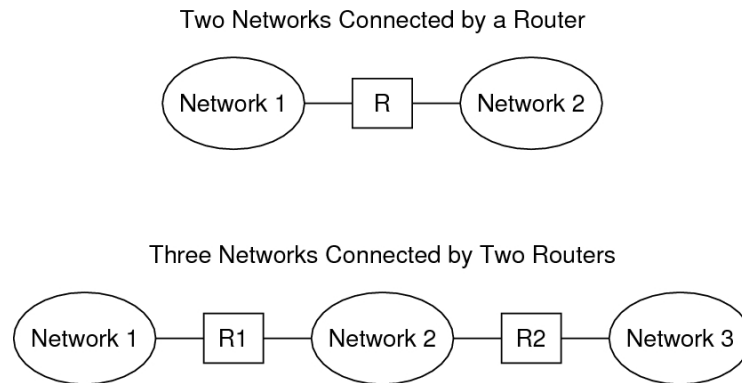 Two Networks Connected by a Router
Network 1 R Network 2
Three Networks Connected by Two Routers
Network 1 R1 Network 2 R2 Network 3